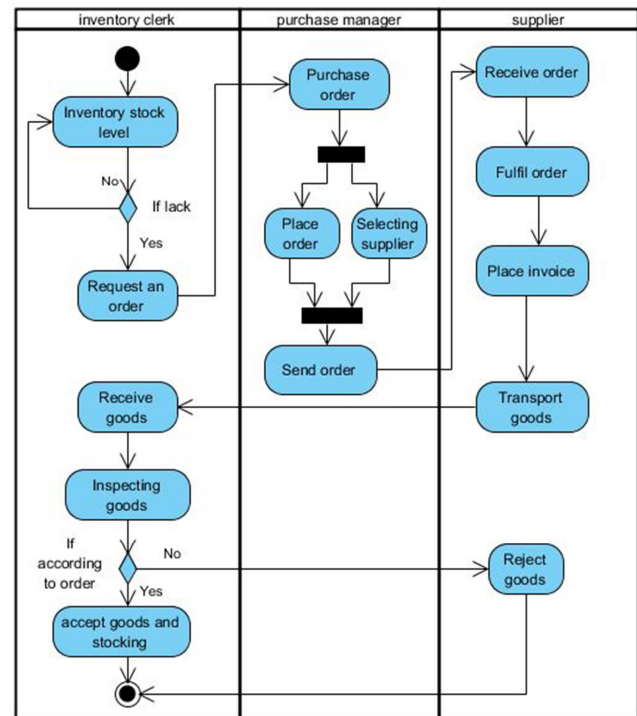 inventory clerk
purchase manager
supplier
Inventory stock
level
No
If lack
Yes
Request an
order
Purchase
order
Place
order
Selecting
supplier
Send order
Receive order
Fulfil order
Place invoice
Transport
goods
Receive
goods
Inspecting
goods
If
according
to order
No
Yes
Reject
goods
accept goods and
stocking